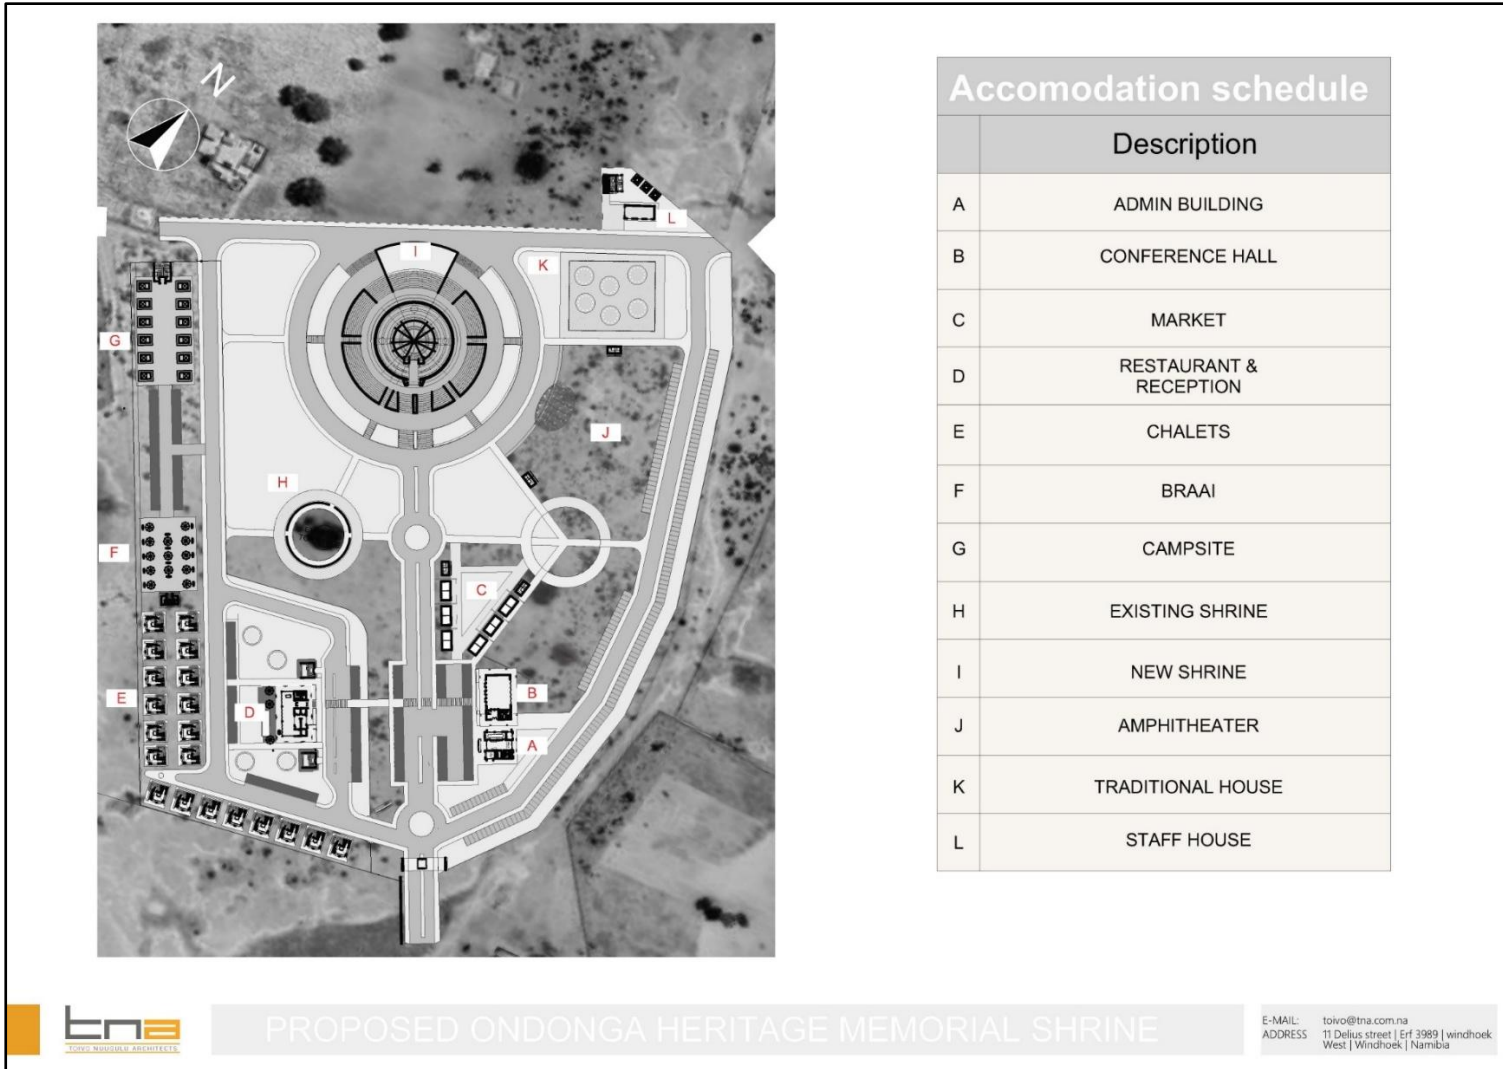 N
L
I
K
G
J
H
F
C
E
D
B
A
Accomodation schedule
Description
A ADMIN BUILDING
B CONFERENCE HALL
C MARKET
D RESTAURANT &
RECEPTION
E CHALETS
F BRAAI
G CAMPSITE
H EXISTING SHRINE
I NEW SHRINE
J AMPHITHEATER
K TRADITIONAL HOUSE
L STAFF HOUSE
tna
TOIVO NUUGULU ARCHITECTS
PROPOSED ONDONGA HERITAGE MEMORIAL SHRINE
E-MAIL: toivo@tna.com.na
ADDRESS 11 Delius street | Erf 3989 | windhoek
West | Windhoek | Namibia